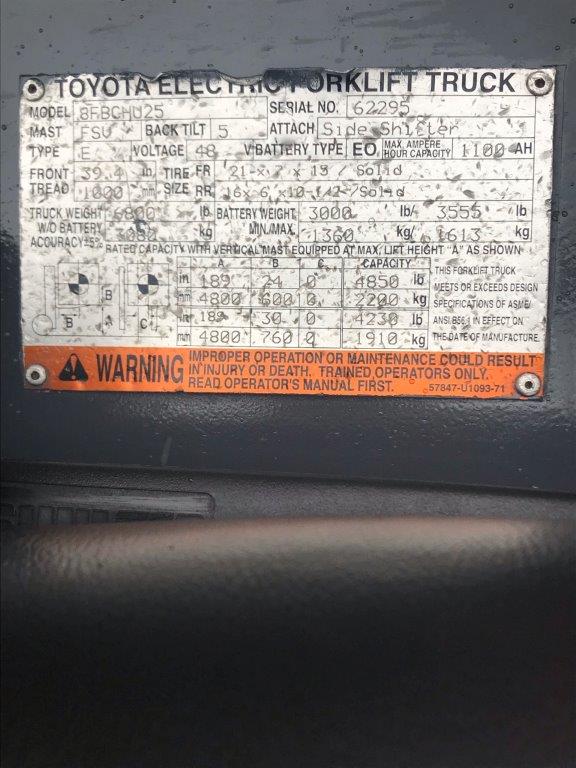 TOYOTA ELECTRIC FORKLIFT TRUCK
MODEL 8FBCHU25 SERIAL NO. 62295
MAST FSV BACK TILT 5 ATTACH Side Shifter
TYPE E VOLTAGE 48 V BATTERY TYPE EO MAX. AMPERE HOUR CAPACITY 1100 AH
FRONT TREAD 39.4 in TIRE SIZE FR 21 x 7 x 15 / Solid
1000 mm RR 16x 6 x10-1/2 /Solid
TRUCK WEIGHT 6800 lb BATTERY WEIGHT 3000 lb/ 3555 lb
W/O BATTERY kg MIN./MAX. 1360 kg/ 1613 kg
ACCURACY±5% RATED CAPACITY WITH VERTICAL MAST EQUIPPED AT MAX. LIFT HEIGHT "A" AS SHOWN
A B C CAPACITY
in 189 24 0 4850 lb
mm 4800 600 0 2200 kg
in 189 30 0 4230 lb
mm 4800 760 0 1910 kg
A B B C
THIS FORKLIFT TRUCK
MEETS OR EXCEEDS DESIGN
SPECIFICATIONS OF ASME/
ANSI.B56.1 IN EFFECT ON
THE DATE OF MANUFACTURE.
WARNING
IMPROPER OPERATION OR MAINTENANCE COULD RESULT
IN INJURY OR DEATH. TRAINED OPERATORS ONLY.
READ OPERATOR'S MANUAL FIRST. 57847-U1093-71